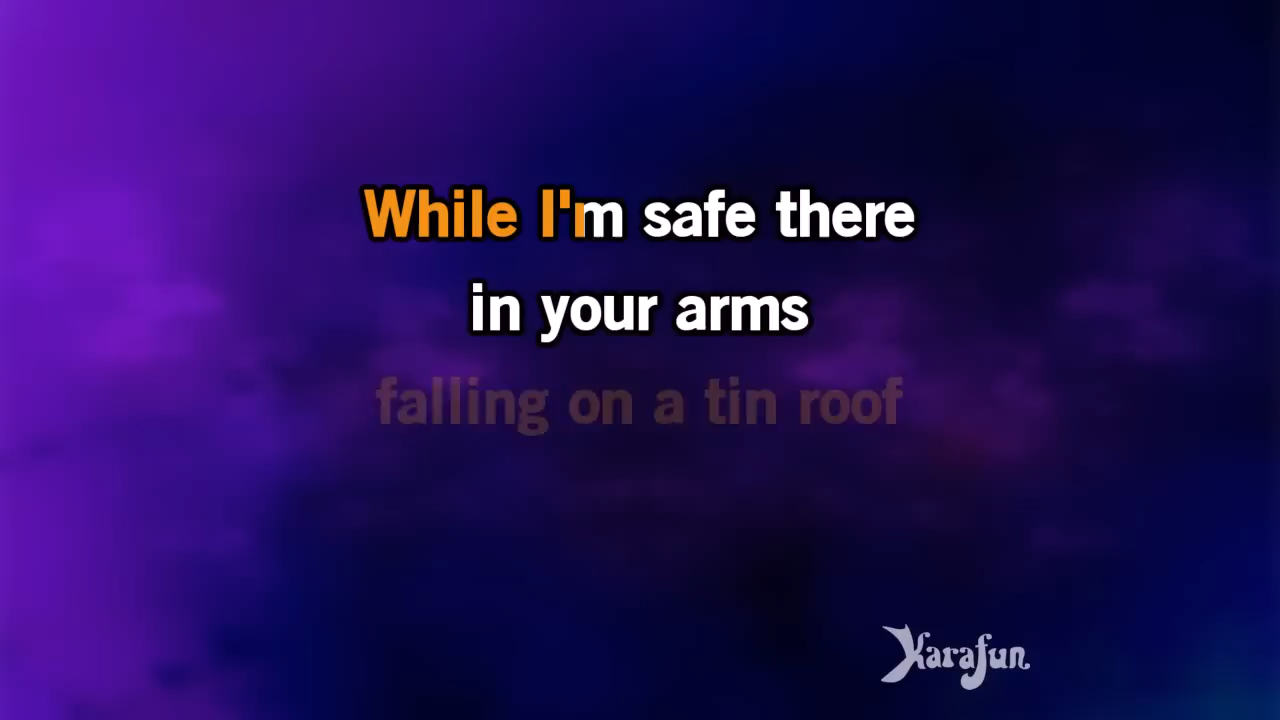 While I'm safe there
in your arms
falling on a tin roof
Karafun